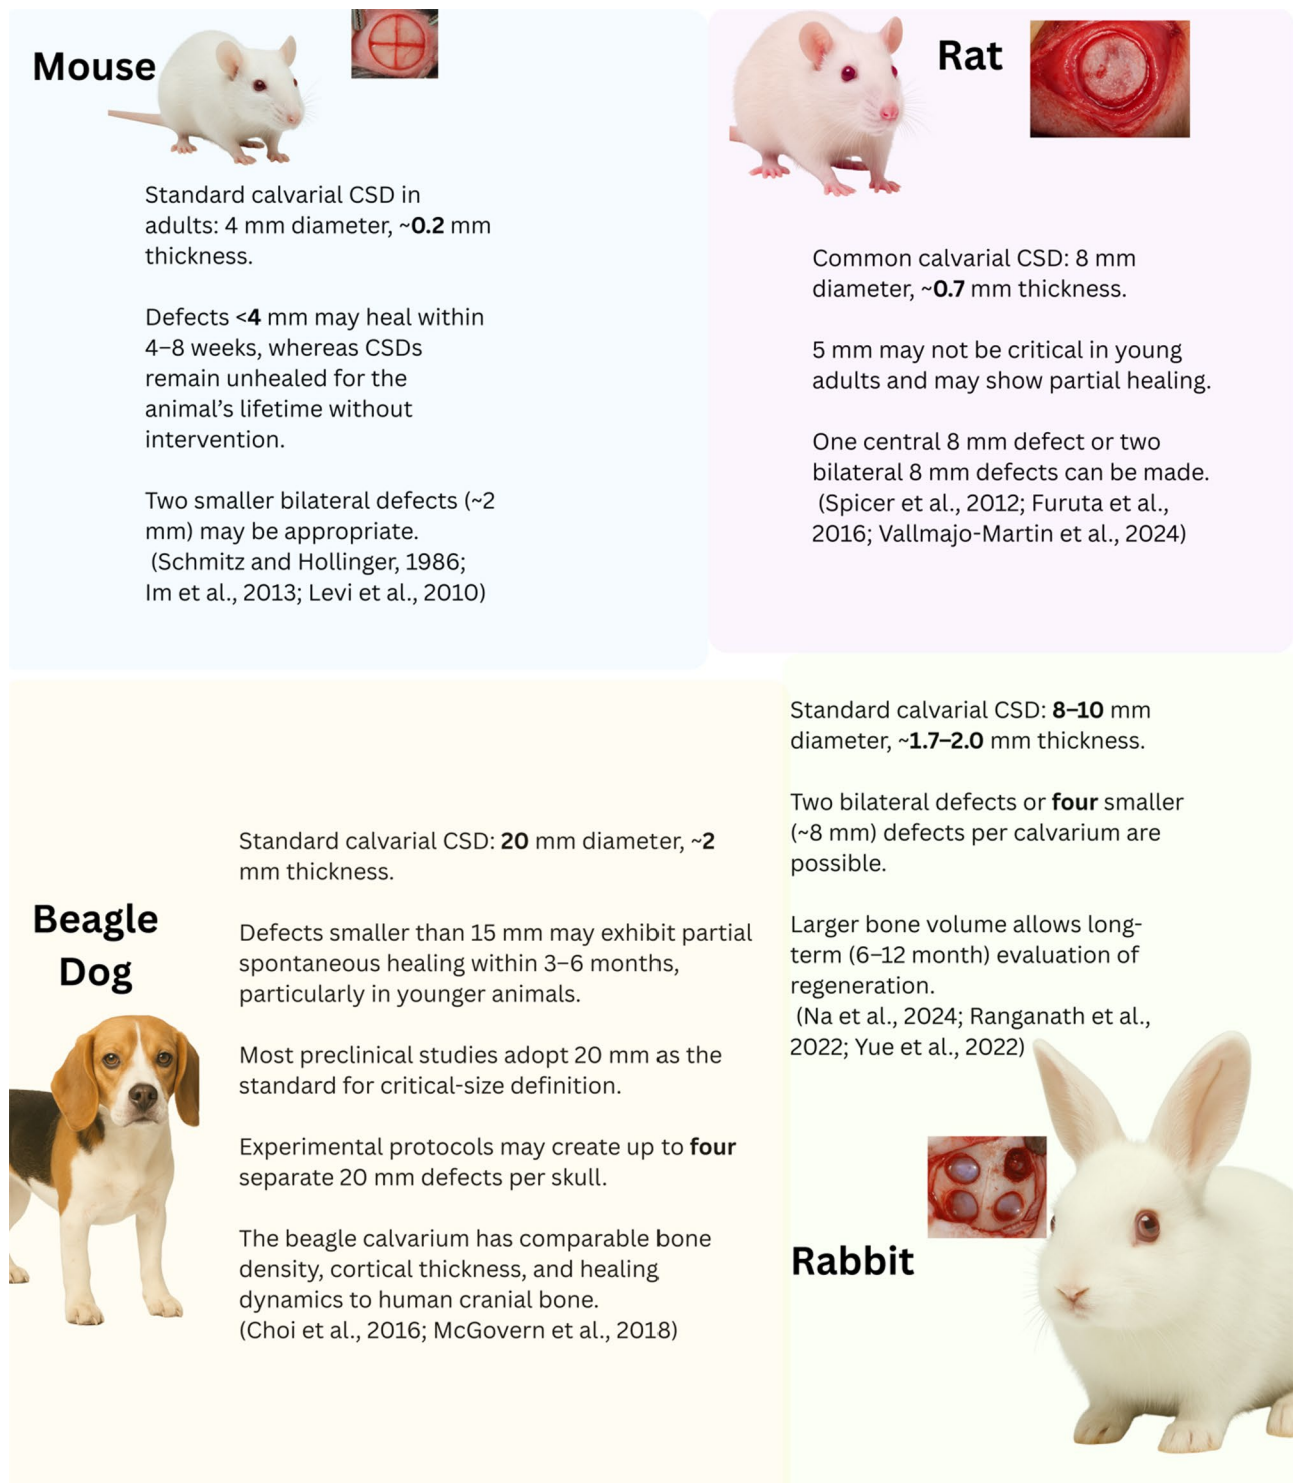 Mouse
Standard calvarial CSD in
adults: 4 mm diameter, ~0.2 mm
thickness.
Defects <4 mm may heal within
4–8 weeks, whereas CSDs
remain unhealed for the
animal’s lifetime without
intervention.
Two smaller bilateral defects (~2
mm) may be appropriate.
(Schmitz and Hollinger, 1986;
Im et al., 2013; Levi et al., 2010)
Rat
Common calvarial CSD: 8 mm
diameter, ~0.7 mm thickness.
5 mm may not be critical in young
adults and may show partial healing.
One central 8 mm defect or two
bilateral 8 mm defects can be made.
(Spicer et al., 2012; Furuta et al.,
2016; Vallmajo-Martin et al., 2024)
Beagle
Dog
Standard calvarial CSD: 20 mm diameter, ~2
mm thickness.
Defects smaller than 15 mm may exhibit partial
spontaneous healing within 3–6 months,
particularly in younger animals.
Most preclinical studies adopt 20 mm as the
standard for critical-size definition.
Experimental protocols may create up to four
separate 20 mm defects per skull.
The beagle calvarium has comparable bone
density, cortical thickness, and healing
dynamics to human cranial bone.
(Choi et al., 2016; McGovern et al., 2018)
Standard calvarial CSD: 8–10 mm
diameter, ~1.7–2.0 mm thickness.
Two bilateral defects or four smaller
(~8 mm) defects per calvarium are
possible.
Larger bone volume allows long-
term (6–12 month) evaluation of
regeneration.
(Na et al., 2024; Ranganath et al.,
2022; Yue et al., 2022)
Rabbit